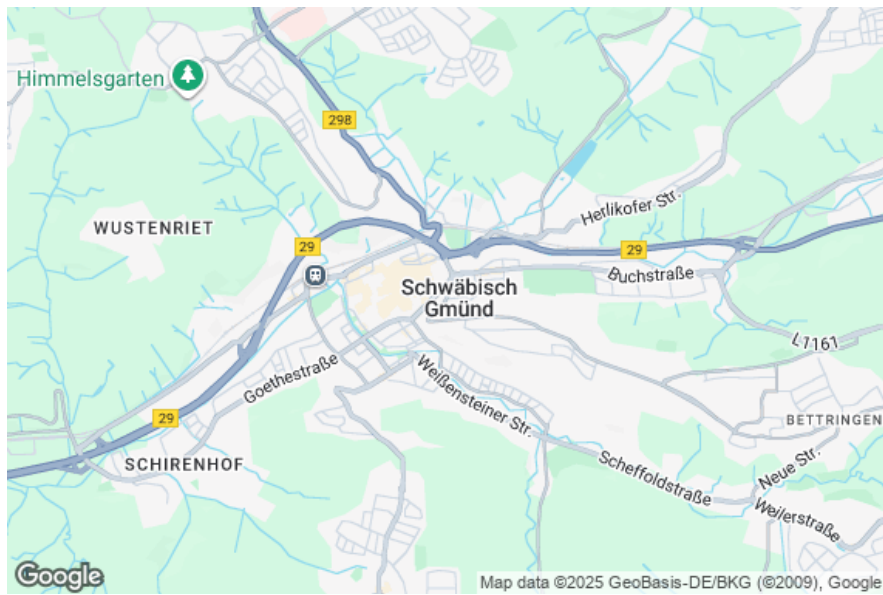 Himmelsgarten
298
Herlikofer Str.
WUSTENRIET
29
29
Buchstraße
Schwäbisch
Gmünd
L1161
Goethestraße
Weißensteiner Str.
29
BETTRINGEN
SCHIRENHOF
Scheffoldstraße
Neue Str.
Weilerstraße
Google
Map data ©2025 GeoBasis-DE/BKG (©2009), Google